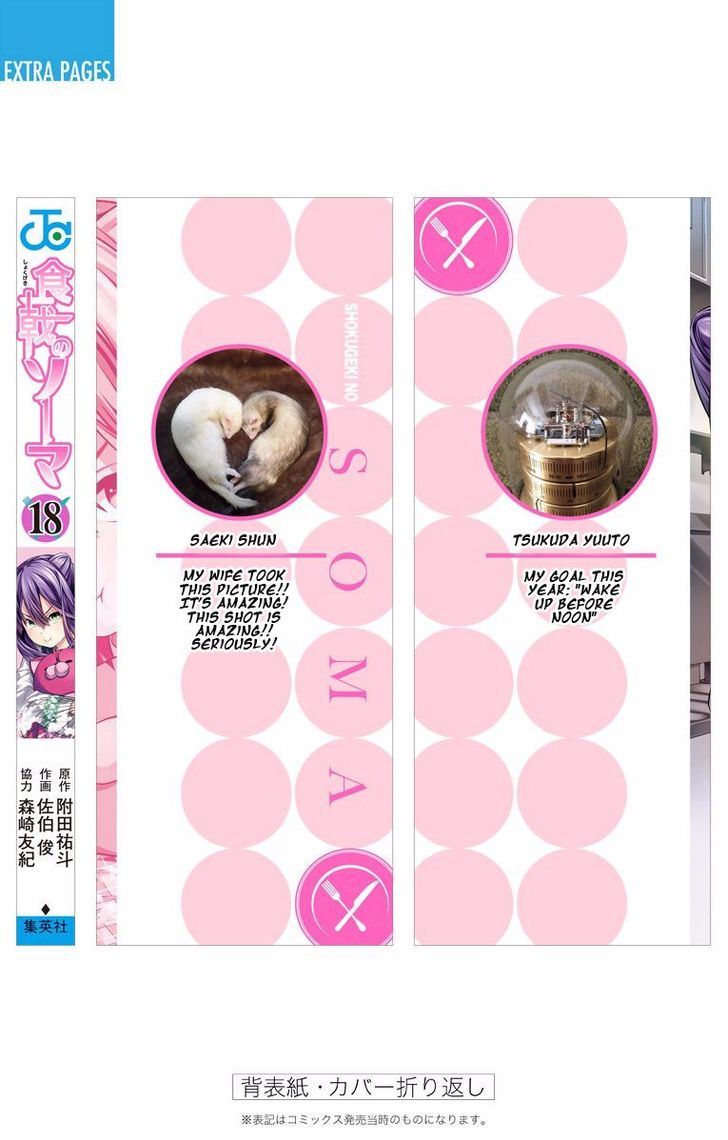 EXTRA PAGES
JC
しょくげき
食戟のソーマ
18
原作 附田祐斗
作画 佐伯 俊
協力 森崎友紀
集英社
SHOKUGEKI NO
SOMA
SAEKI SHUN
MY WIFE TOOK
THIS PICTURE!!
IT'S AMAZING!
THIS SHOT IS
AMAZING!!
SERIOUSLY!
TSUKUDA YUUTO
MY GOAL THIS
YEAR: "WAKE
UP BEFORE
NOON"
背表紙・カバー折り返し
※表記はコミックス発売当時のものになります。